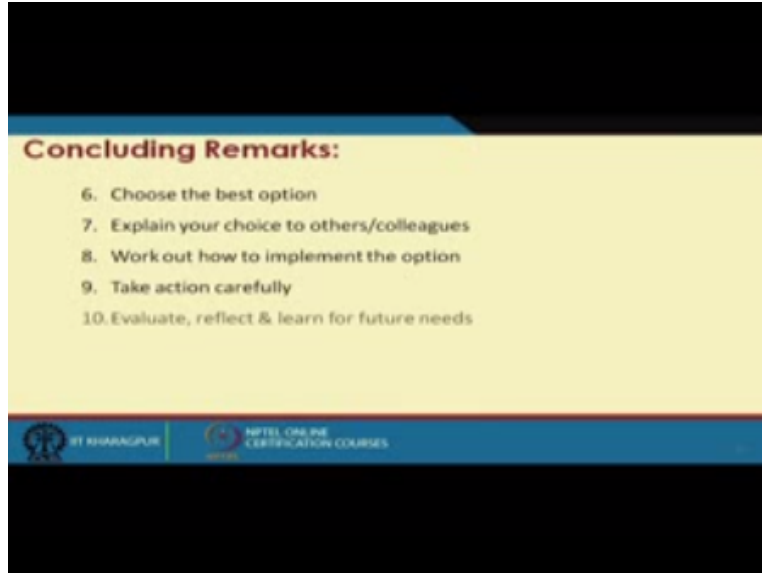 Concluding Remarks:
6. Choose the best option
7. Explain your choice to others/colleagues
8. Work out how to implement the option
9. Take action carefully
10. Evaluate, reflect & learn for future needs
IIT KHARAGPUR
NPTEL ONLINE
CERTIFICATION COURSES